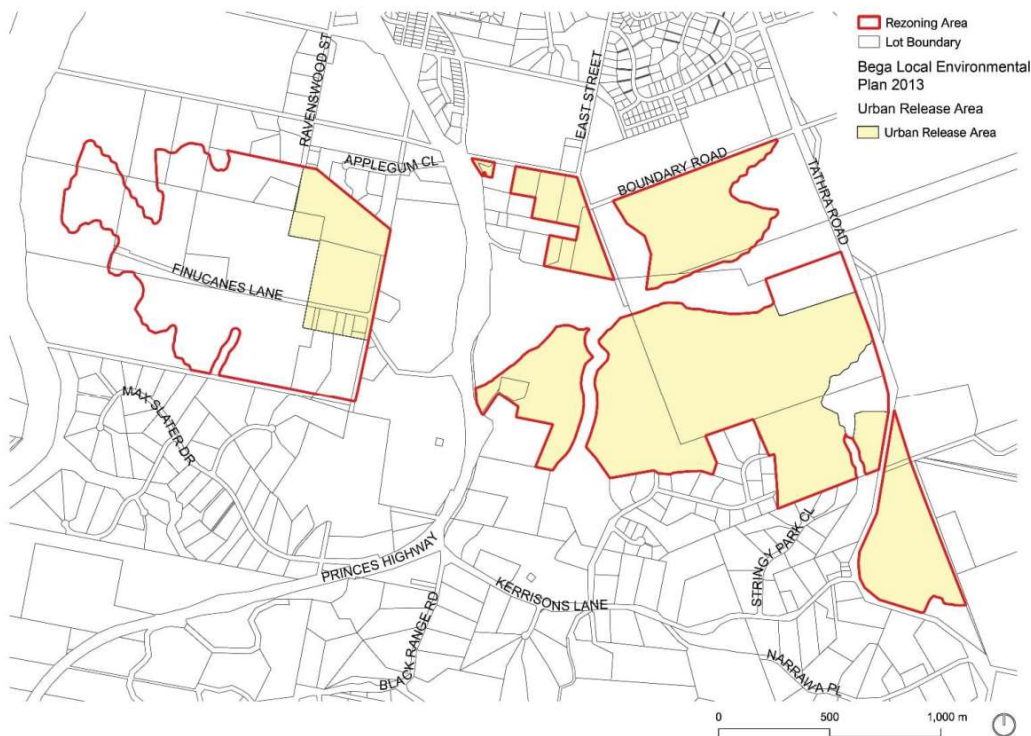 Rezoning Area
Lot Boundary
Bega Local Environmental
Plan 2013
Urban Release Area
Urban Release Area
RAVENSWOOD ST
EAST STREET
APPLEGUM CL
BOUNDARY ROAD
TATHRA ROAD
FINUCANES LANE
MAX SLATER DR
PRINCES HIGHWAY
KERRISONS LANE
STRINGY PARK CL
BLACK RANGE RD
NARRAWA PL
0 500 1,000 m